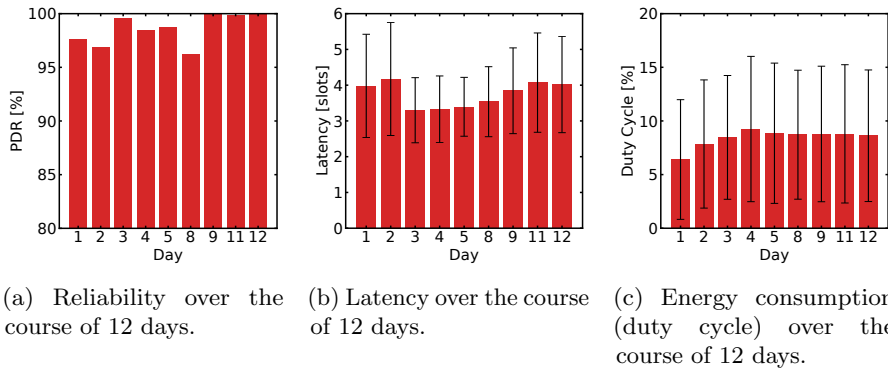 100
95
90
85
80
PDR [%]
1 2 3 4 5 8 9 11 12
Day
6
5
4
3
2
1
0
Latency [slots]
1 2 3 4 5 8 9 11 12
Day
20
15
10
5
0
Duty Cycle [%]
1 2 3 4 5 8 9 11 12
Day
(a) Reliability over the
course of 12 days.
(b) Latency over the course
of 12 days.
(c) Energy consumption
(duty cycle) over the
course of 12 days.